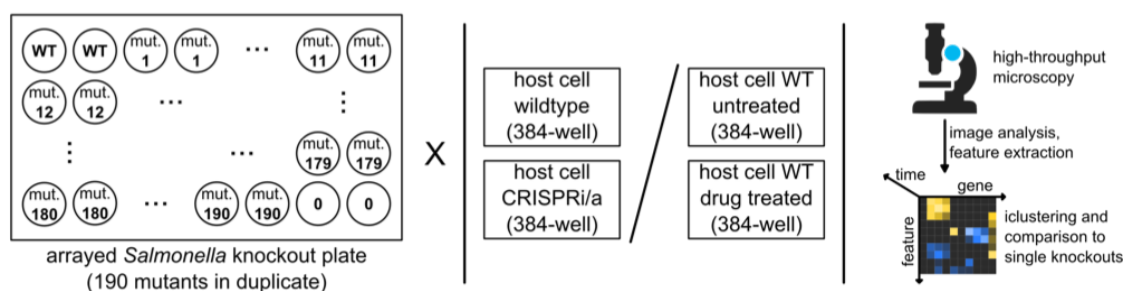 WT WT mut. 1 mut. 1 ... mut. 11 mut. 11
mut. 12 mut. 12 ...
... mut. 179 mut. 179
mut. 180 mut. 180 ... mut. 190 mut. 190 0 0
arrayed Salmonella knockout plate
(190 mutants in duplicate)
X
host cell
wildtype
(384-well)
host cell
CRISPRi/a
(384-well)
/
host cell WT
untreated
(384-well)
host cell WT
drug treated
(384-well)
high-throughput
microscopy
image analysis,
feature extraction
time
gene
feature
iclustering and
comparison to
single knockouts